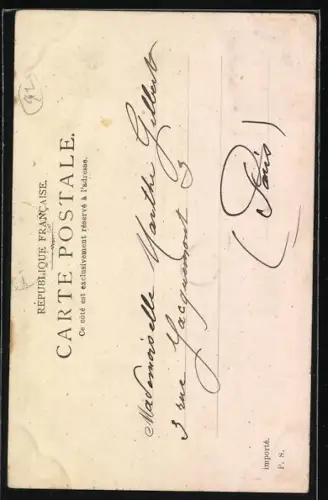 RÉPUBLIQUE FRANÇAISE.
CARTE POSTALE.
Ce côté est exclusivement réservé à l'adresse.
Mademoiselle Marthe Gilbert
3 rue Jacquemont 3
(Paris)
importé.
P. S.